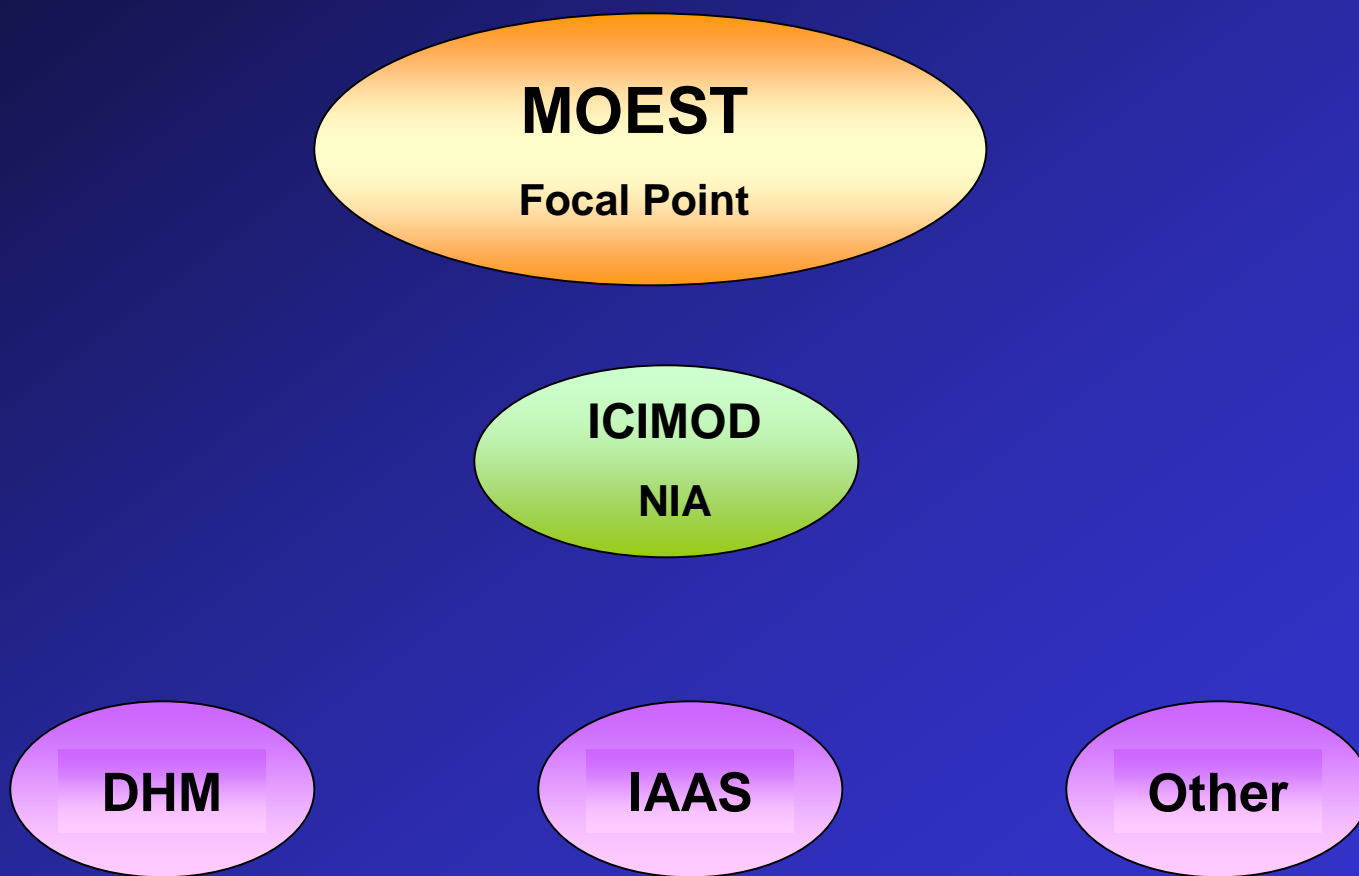 MOEST
Focal Point
ICIMOD
NIA
DHM
IAAS
Other